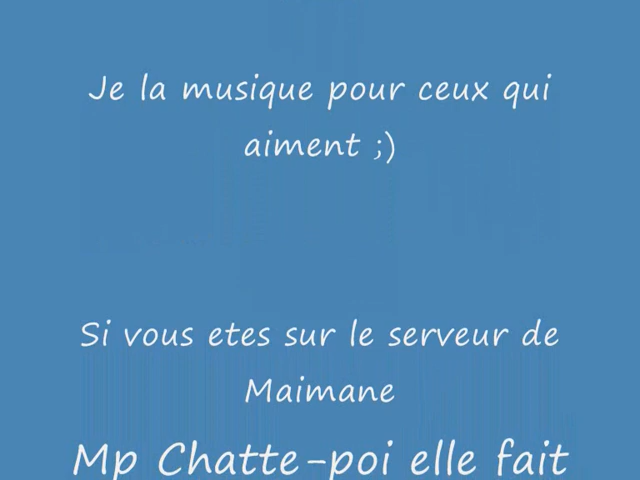 Je la musique pour ceux qui
aiment ;)
Si vous etes sur le serveur de
Maimane
Mp Chatte-poi elle fait